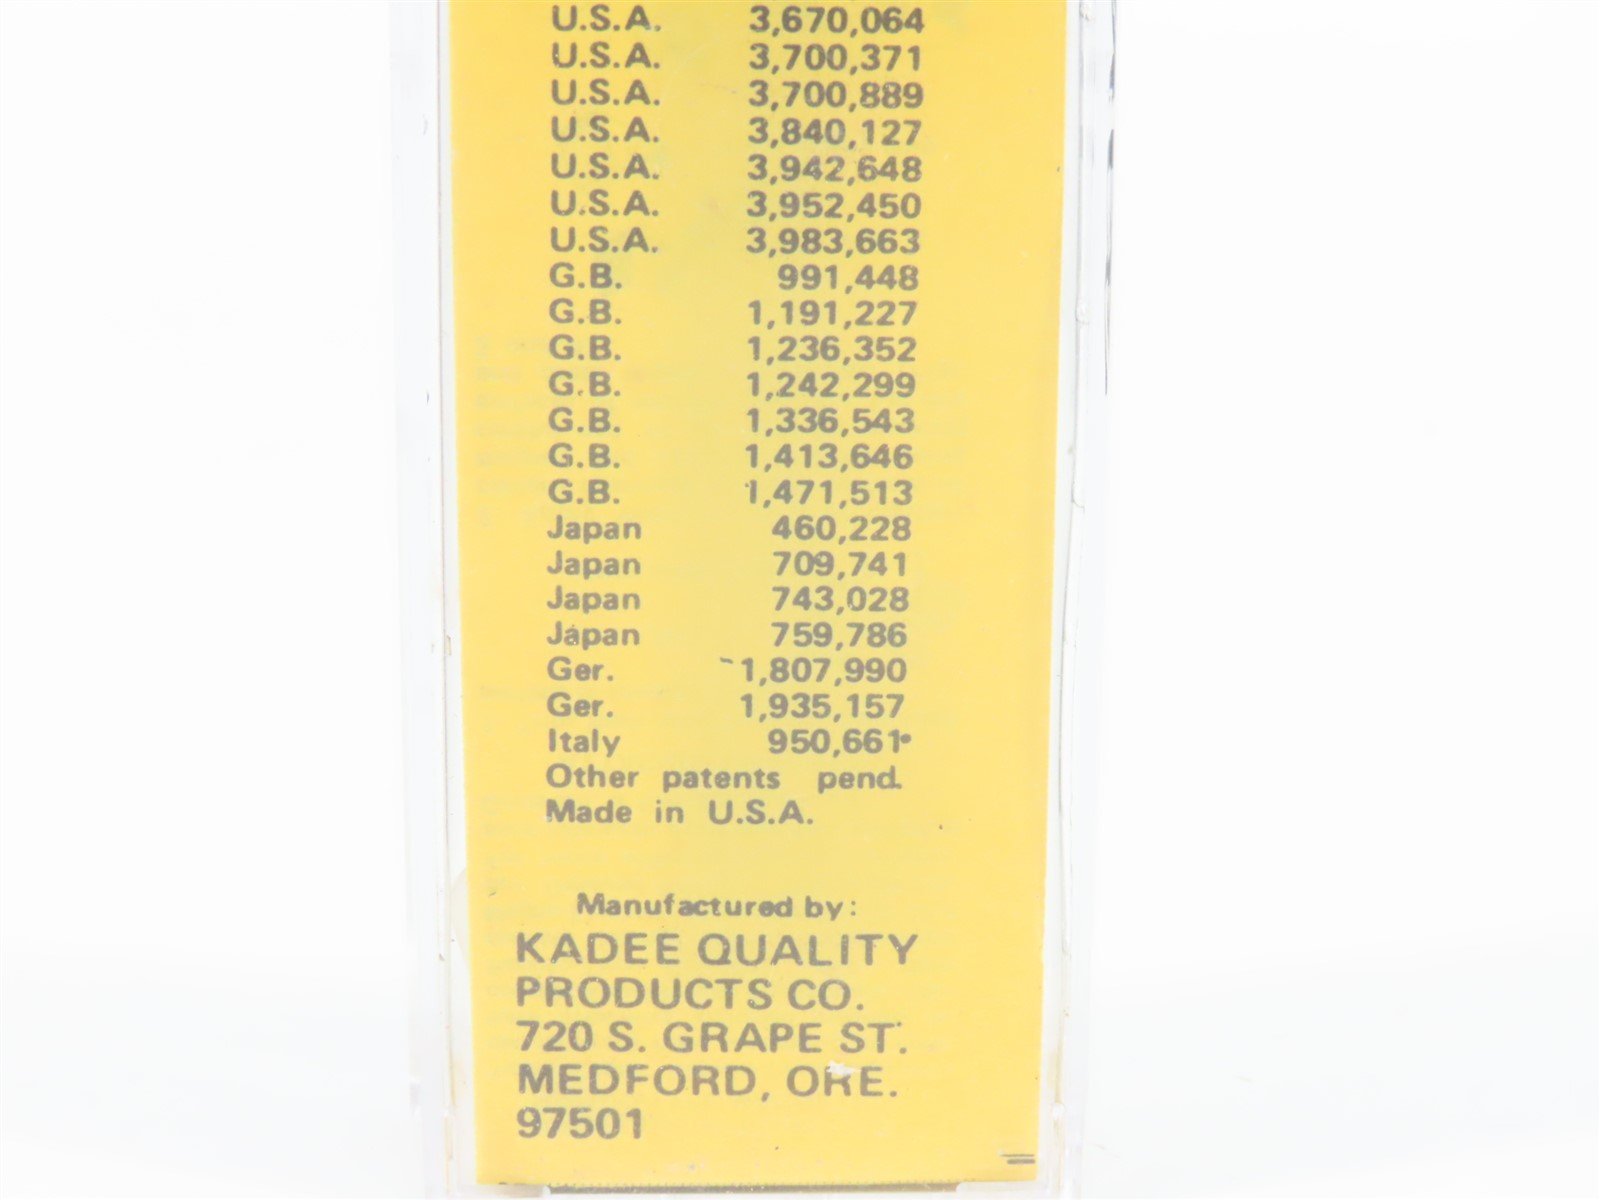 U.S.A. 3,670,064
U.S.A. 3,700,371
U.S.A. 3,700,889
U.S.A. 3,840,127
U.S.A. 3,942,648
U.S.A. 3,952,450
U.S.A. 3,983,663
G.B. 991,448
G.B. 1,191,227
G.B. 1,236,352
G.B. 1,242,299
G.B. 1,336,543
G.B. 1,413,646
G.B. 1,471,513
Japan 460,228
Japan 709,741
Japan 743,028
Japan 759,786
Ger. 1,807,990
Ger. 1,935,157
Italy 950,661
Other patents pend.
Made in U.S.A.
Manufactured by:
KADEE QUALITY
PRODUCTS CO.
720 S. GRAPE ST.
MEDFORD, ORE.
97501